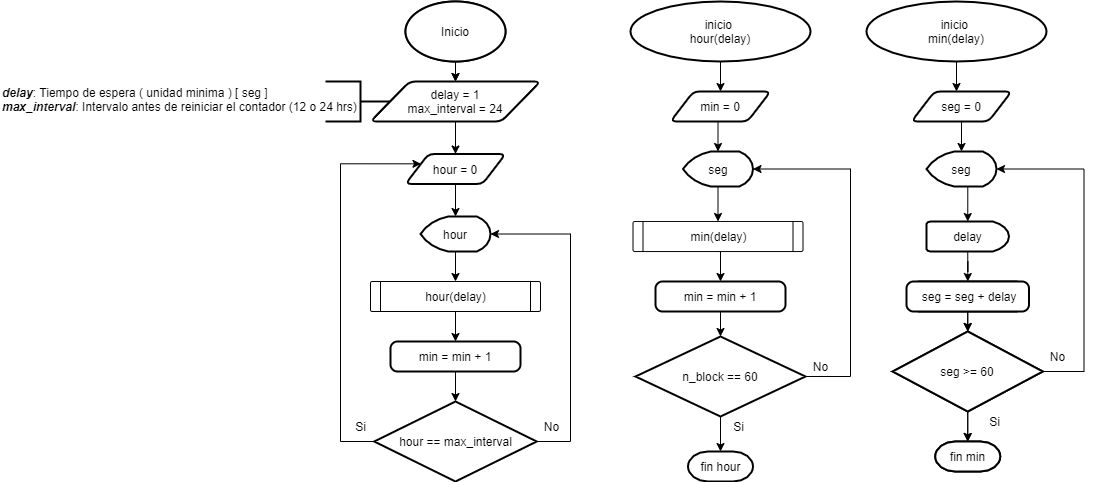 delay: Tiempo de espera ( unidad minima ) [ seg ]
max_interval: Intervalo antes de reiniciar el contador (12 o 24 hrs)
Inicio
delay = 1
max_interval = 24
hour = 0
hour
hour(delay)
min = min + 1
hour == max_interval
Si
No
inicio
hour(delay)
min = 0
seg
min(delay)
min = min + 1
n_block == 60
No
Si
fin hour
inicio
min(delay)
seg = 0
seg
delay
seg = seg + delay
seg >= 60
No
Si
fin min